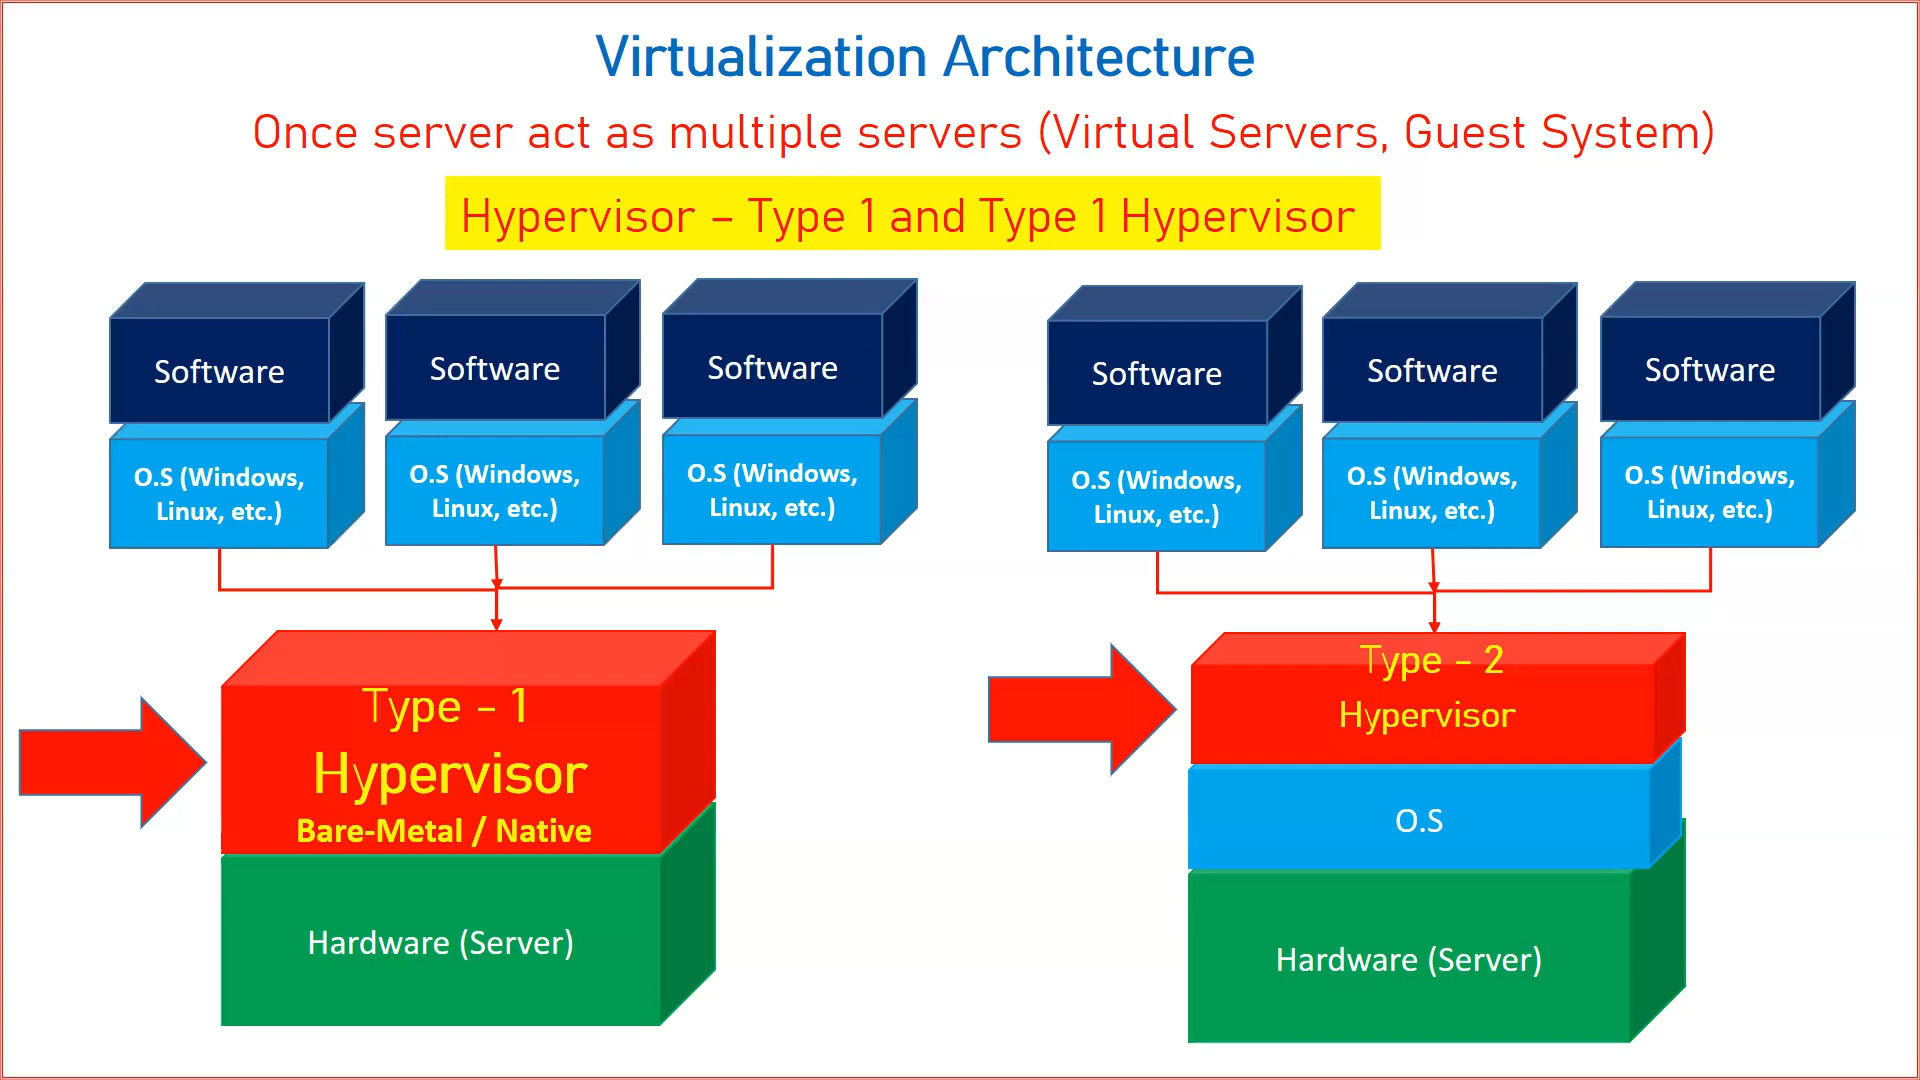 Virtualization Architecture
Once server act as multiple servers (Virtual Servers, Guest System)
Hypervisor – Type 1 and Type 1 Hypervisor
Software
O.S (Windows,
Linux, etc.)
Software
O.S (Windows,
Linux, etc.)
Software
O.S (Windows,
Linux, etc.)
Type – 1
Hypervisor
Bare-Metal / Native
Hardware (Server)
Software
O.S (Windows,
Linux, etc.)
Software
O.S (Windows,
Linux, etc.)
Software
O.S (Windows,
Linux, etc.)
Type – 2
Hypervisor
O.S
Hardware (Server)